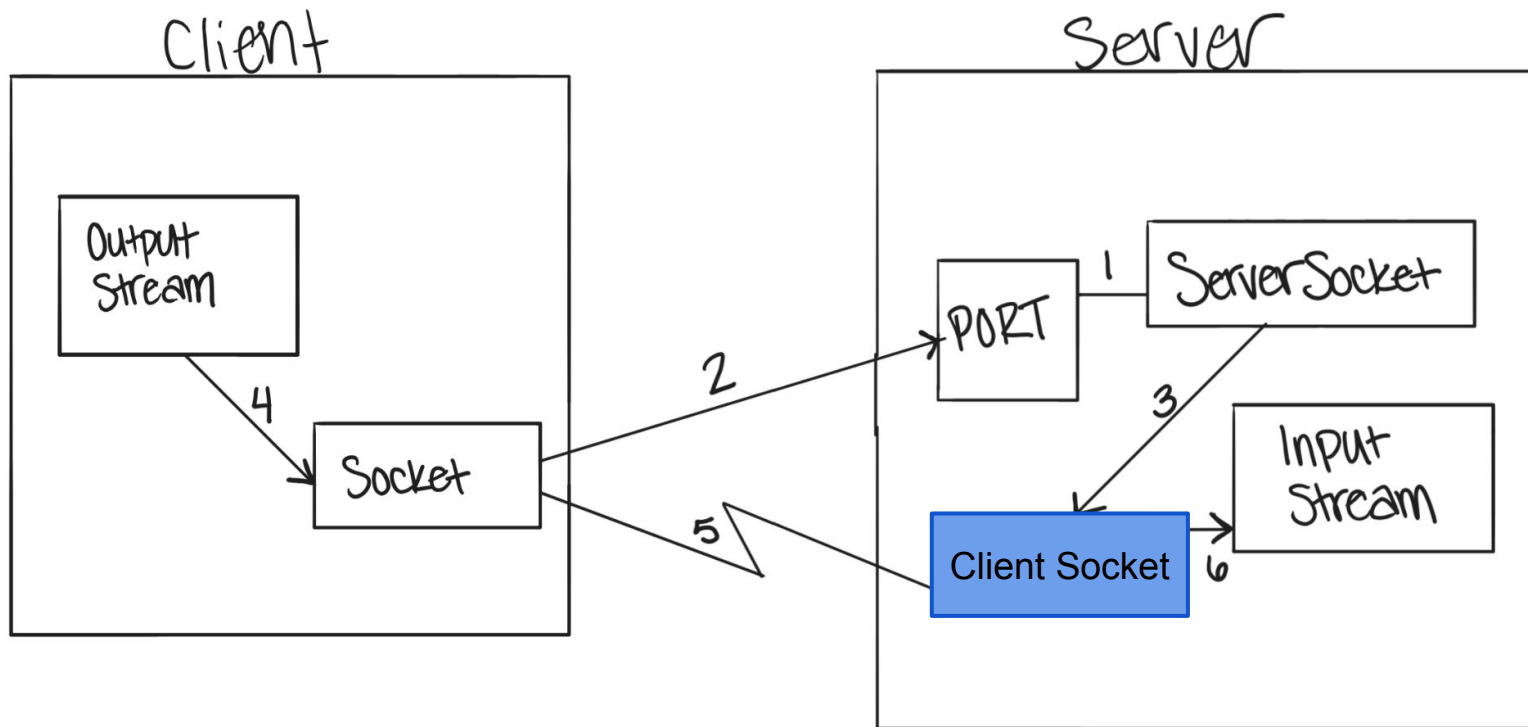 Client
Server
Output
Stream
4
Socket
2
5
PORT
1
ServerSocket
3
Input
Stream
Client Socket
6